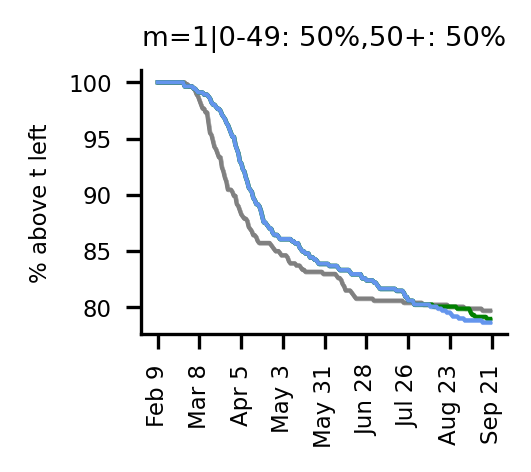 m=1|0-49: 50%,50+: 50%
% above t left
100
95
90
85
80
Feb 9
Mar 8
Apr 5
May 3
May 31
Jun 28
Jul 26
Aug 23
Sep 21